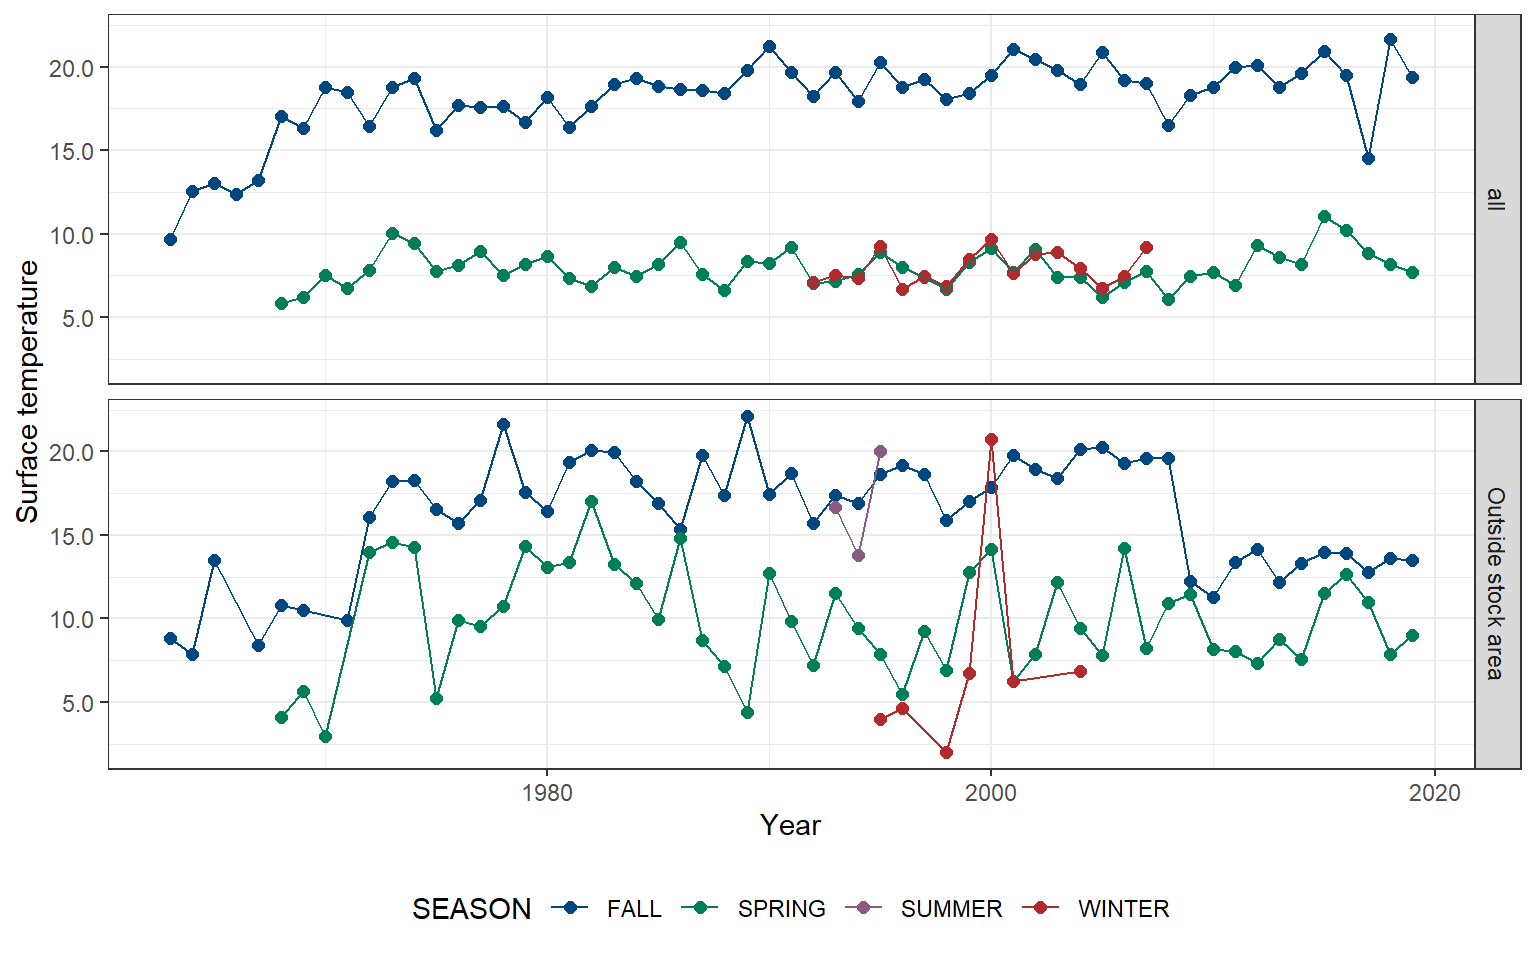 Surface temperature
20.0
15.0
10.0
5.0
all
20.0
15.0
10.0
5.0
Outside stock area
1980 2000 2020
Year
SEASON FALL SPRING SUMMER WINTER